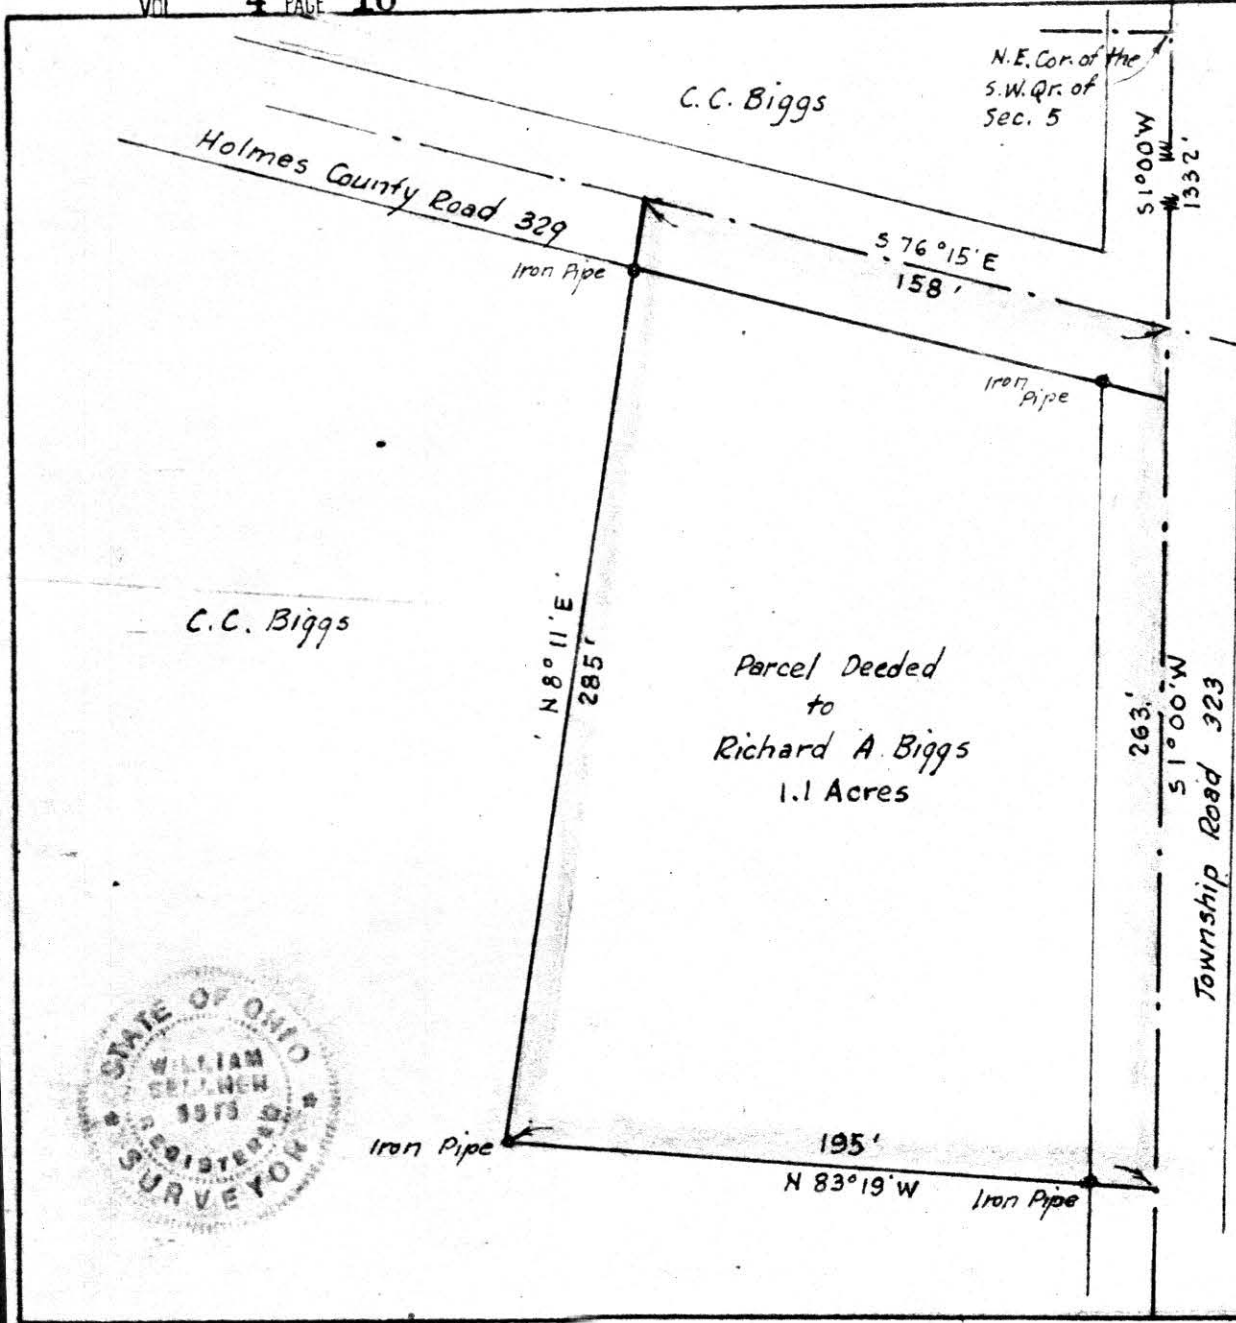 VOL 4 PAGE 10
N.E. Cor. of the
S.W. Qr. of
Sec. 5
C.C. Biggs
S 1°00'W
1332'
Holmes County Road 329
S 76°15'E
158'
Iron Pipe
Iron
Pipe
C.C. Biggs
N 8°11'E
285'
Parcel Deeded
to
Richard A. Biggs
1.1 Acres
263.'
S 1°00'W
Township Road 323
STATE OF OHIO
WILLIAM
REGISTERED
SURVEYOR
Iron Pipe
195'
N 83°19'W
Iron Pipe